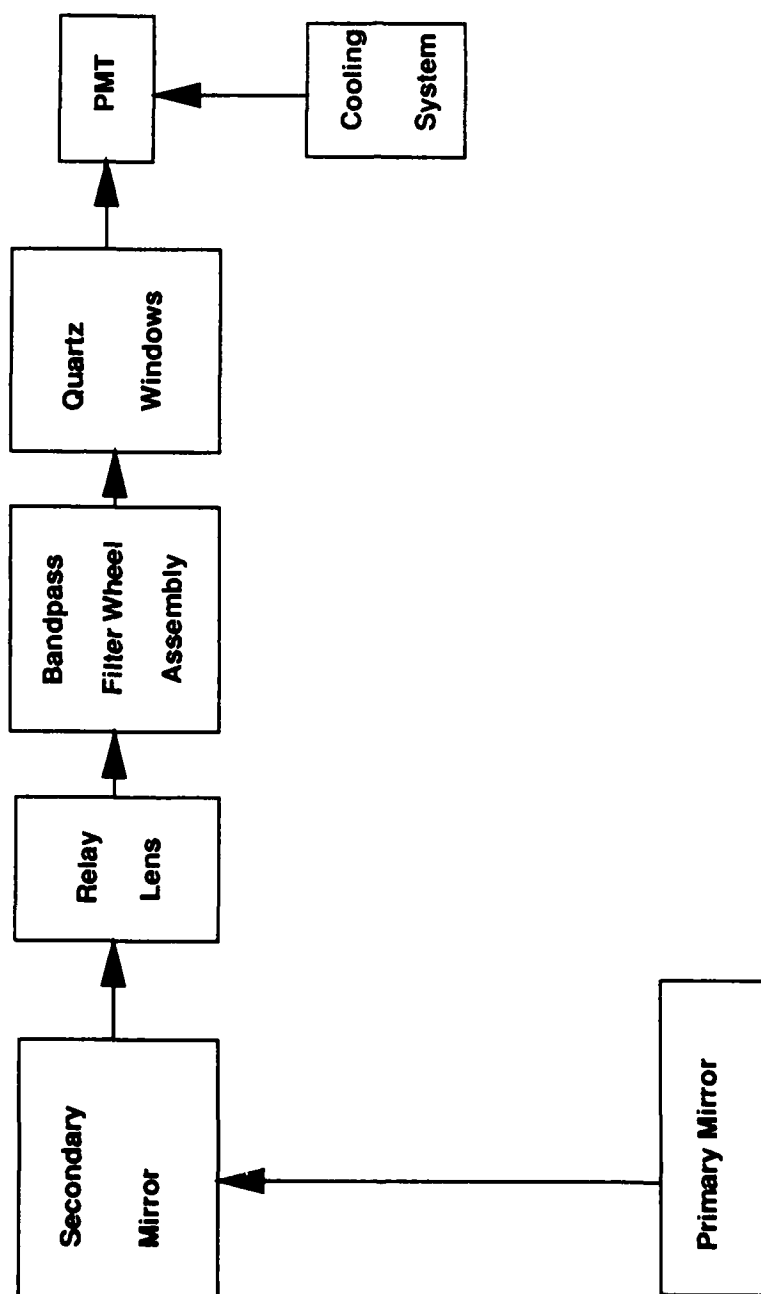 Secondary
Mirror
Relay
Lens
Bandpass
Filter Wheel
Assembly
Quartz
Windows
PMT
Cooling
System
Primary Mirror